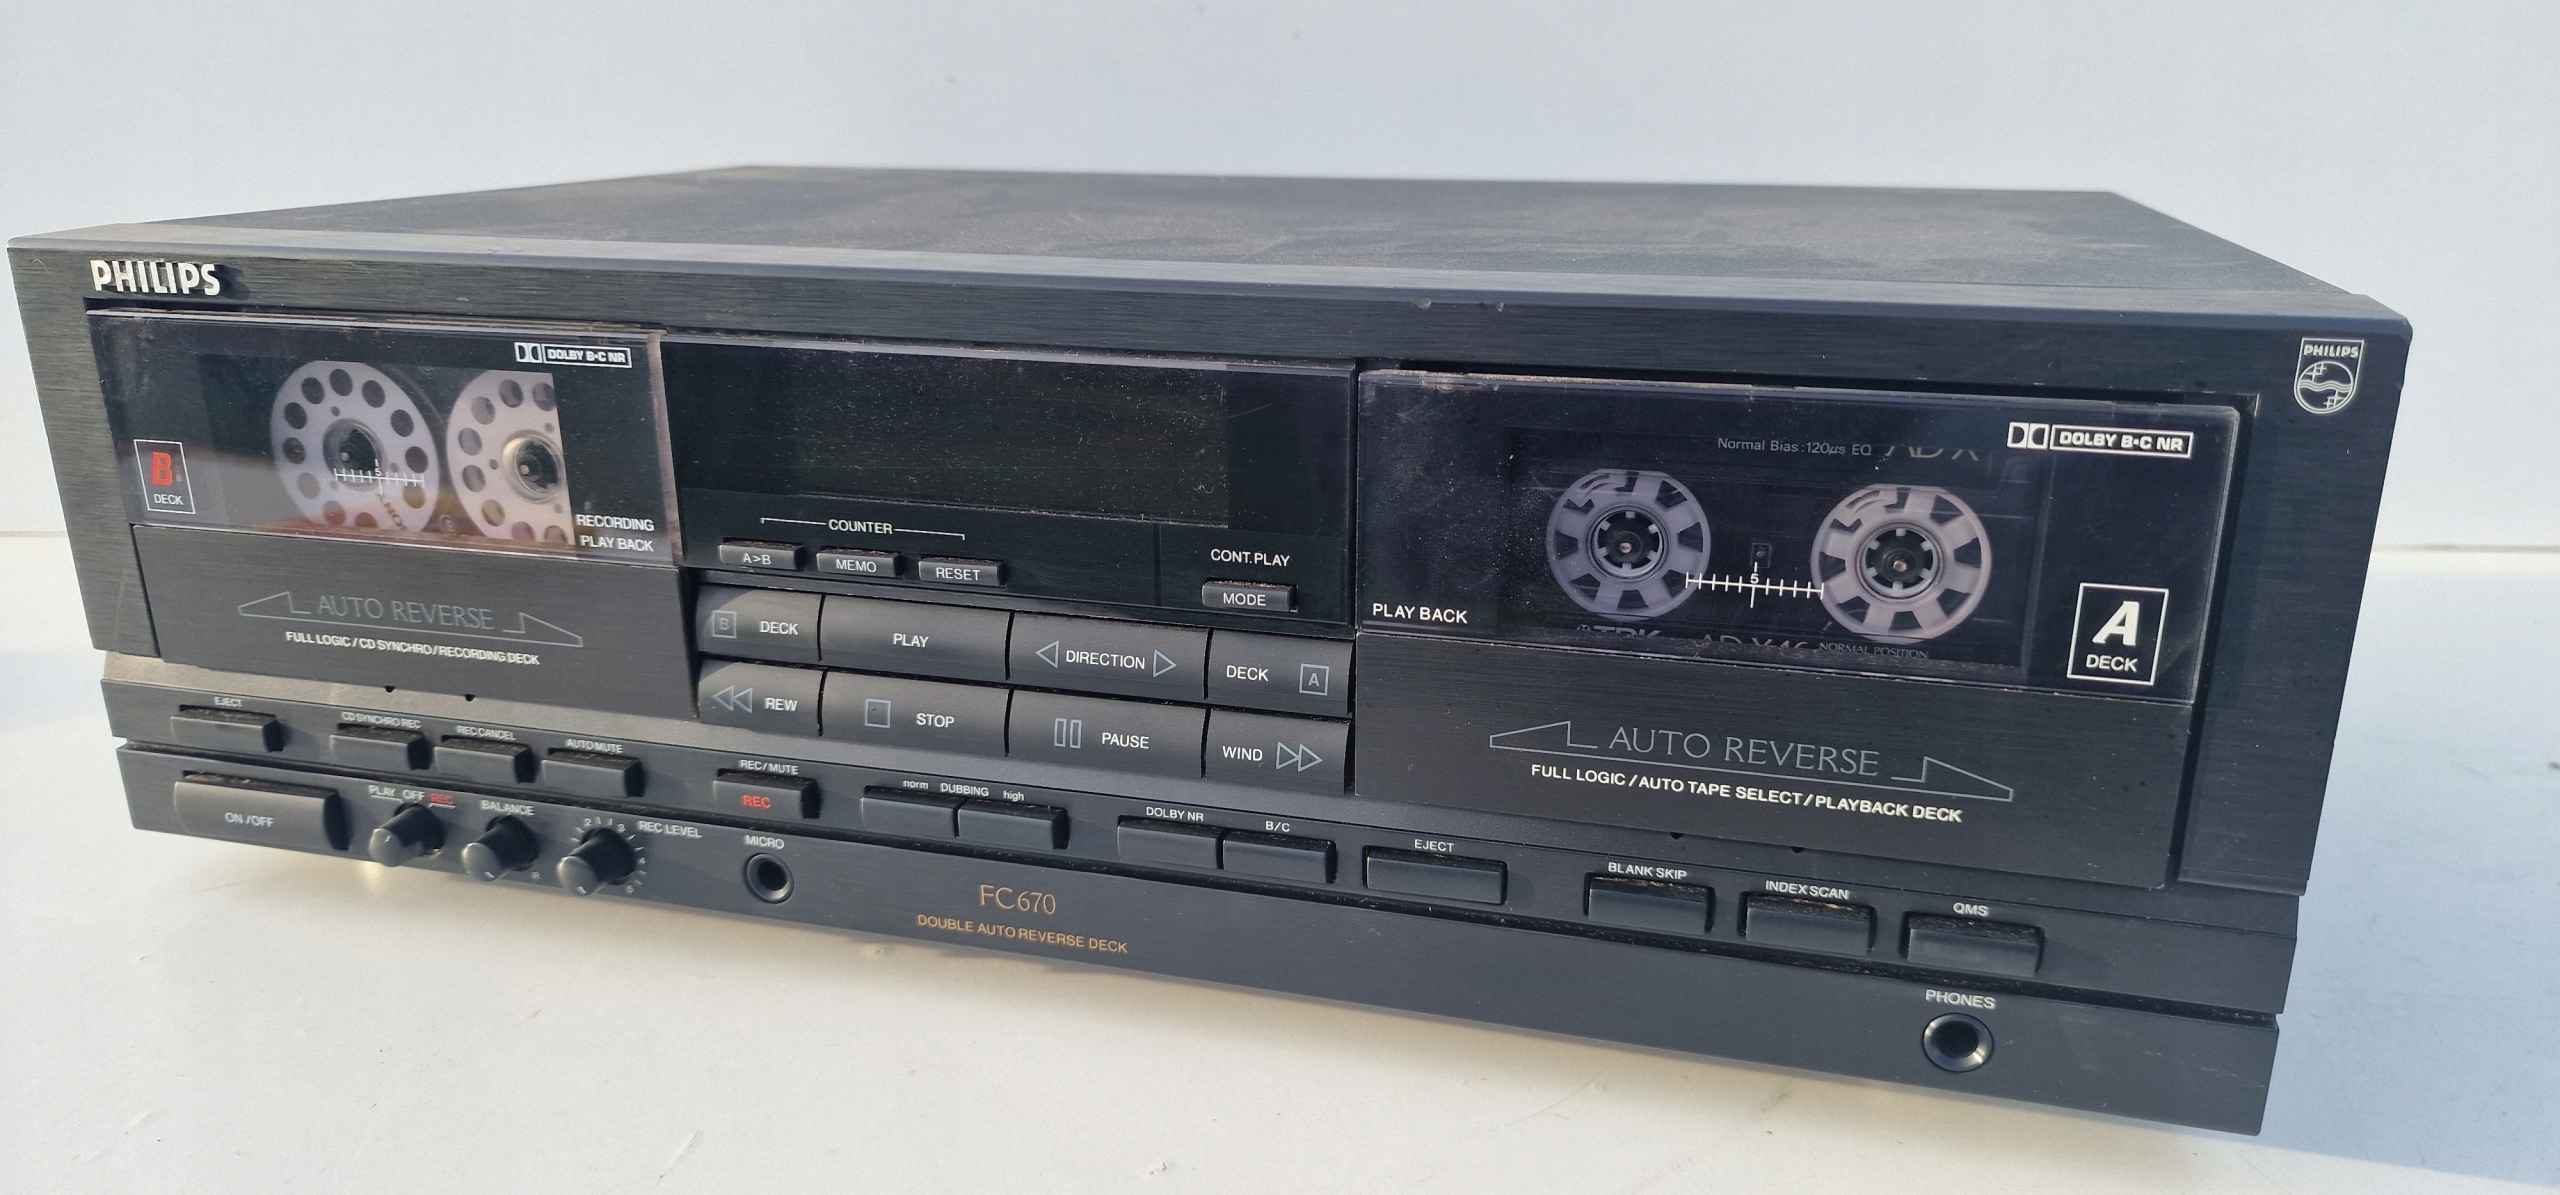 PHILIPS
PHILIPS
DOLBY B•C NR
B
DECK
RECORDING
PLAY BACK
5
AUTO REVERSE
FULL LOGIC/CD SYNCHRO/RECORDING DECK
COUNTER
A>B
MEMO
RESET
CONT.PLAY
MODE
B DECK
PLAY
DIRECTION
DECK A
REW
STOP
PAUSE
WIND
DOLBY B•C NR
Normal Bias:120µs EQ AD X
5
PLAY BACK
TDK
NORMAL POSITION
A
DECK
AUTO REVERSE
FULL LOGIC/AUTO TAPE SELECT/PLAYBACK DECK
EJECT
CD SYNCHRO REC
REC CANCEL
AUTO MUTE
REC/MUTE
REC
norm DUBBING high
DOLBY NR
B/C
EJECT
BLANK SKIP
INDEX SCAN
QMS
ON/OFF
PLAY OFF REC
BALANCE
R
REC LEVEL
MICRO
FC670
DOUBLE AUTO REVERSE DECK
PHONES